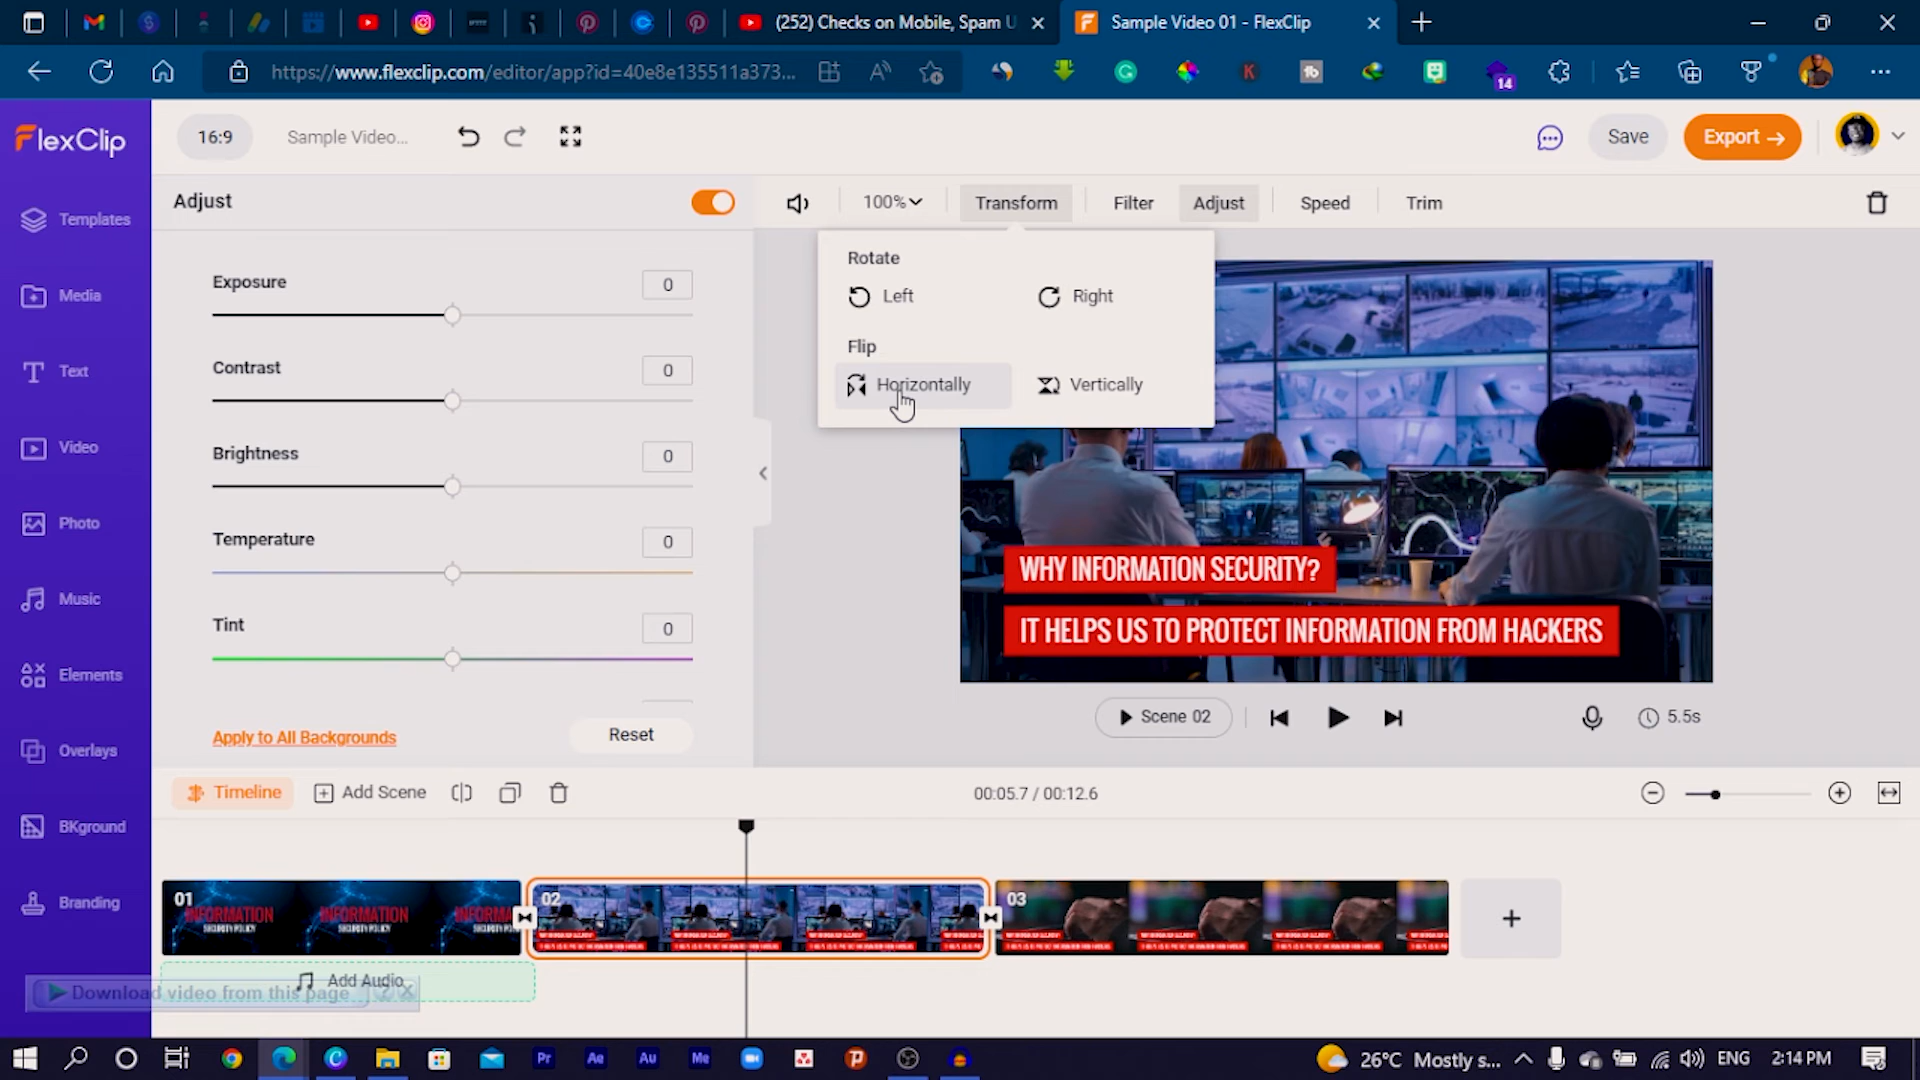 (252) Checks on Mobile, Spam U
Sample Video 01 - FlexClip
https://www.flexclip.com/editor/app?id=40e8e135511a373...
14
FlexClip
16:9
Sample Video...
Save
Export
Templates
Media
Text
Video
Photo
Music
Elements
Overlays
BKground
Branding
Adjust
100%
Transform
Filter
Adjust
Speed
Trim
Exposure
0
Contrast
0
Brightness
0
Temperature
0
Tint
0
Apply to All Backgrounds
Reset
Rotate
Left
Right
Flip
Horizontally
Vertically
WHY INFORMATION SECURITY?
IT HELPS US TO PROTECT INFORMATION FROM HACKERS
Scene 02
5.5s
Timeline
Add Scene
00:05.7 / 00:12.6
01
INFORMATION
SECURITY POLICY
INFORMATION
SECURITY POLICY
02
03
Add Audio
Download video from this page
?
Pr
Ae
Au
Me
26°C Mostly s...
ENG
2:14 PM